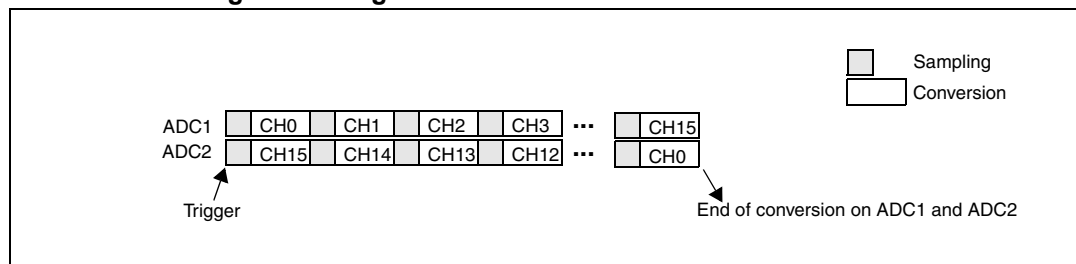 Sampling
Conversion
ADC1 CH0 CH1 CH2 CH3 ... CH15
ADC2 CH15 CH14 CH13 CH12 ... CH0
Trigger
End of conversion on ADC1 and ADC2